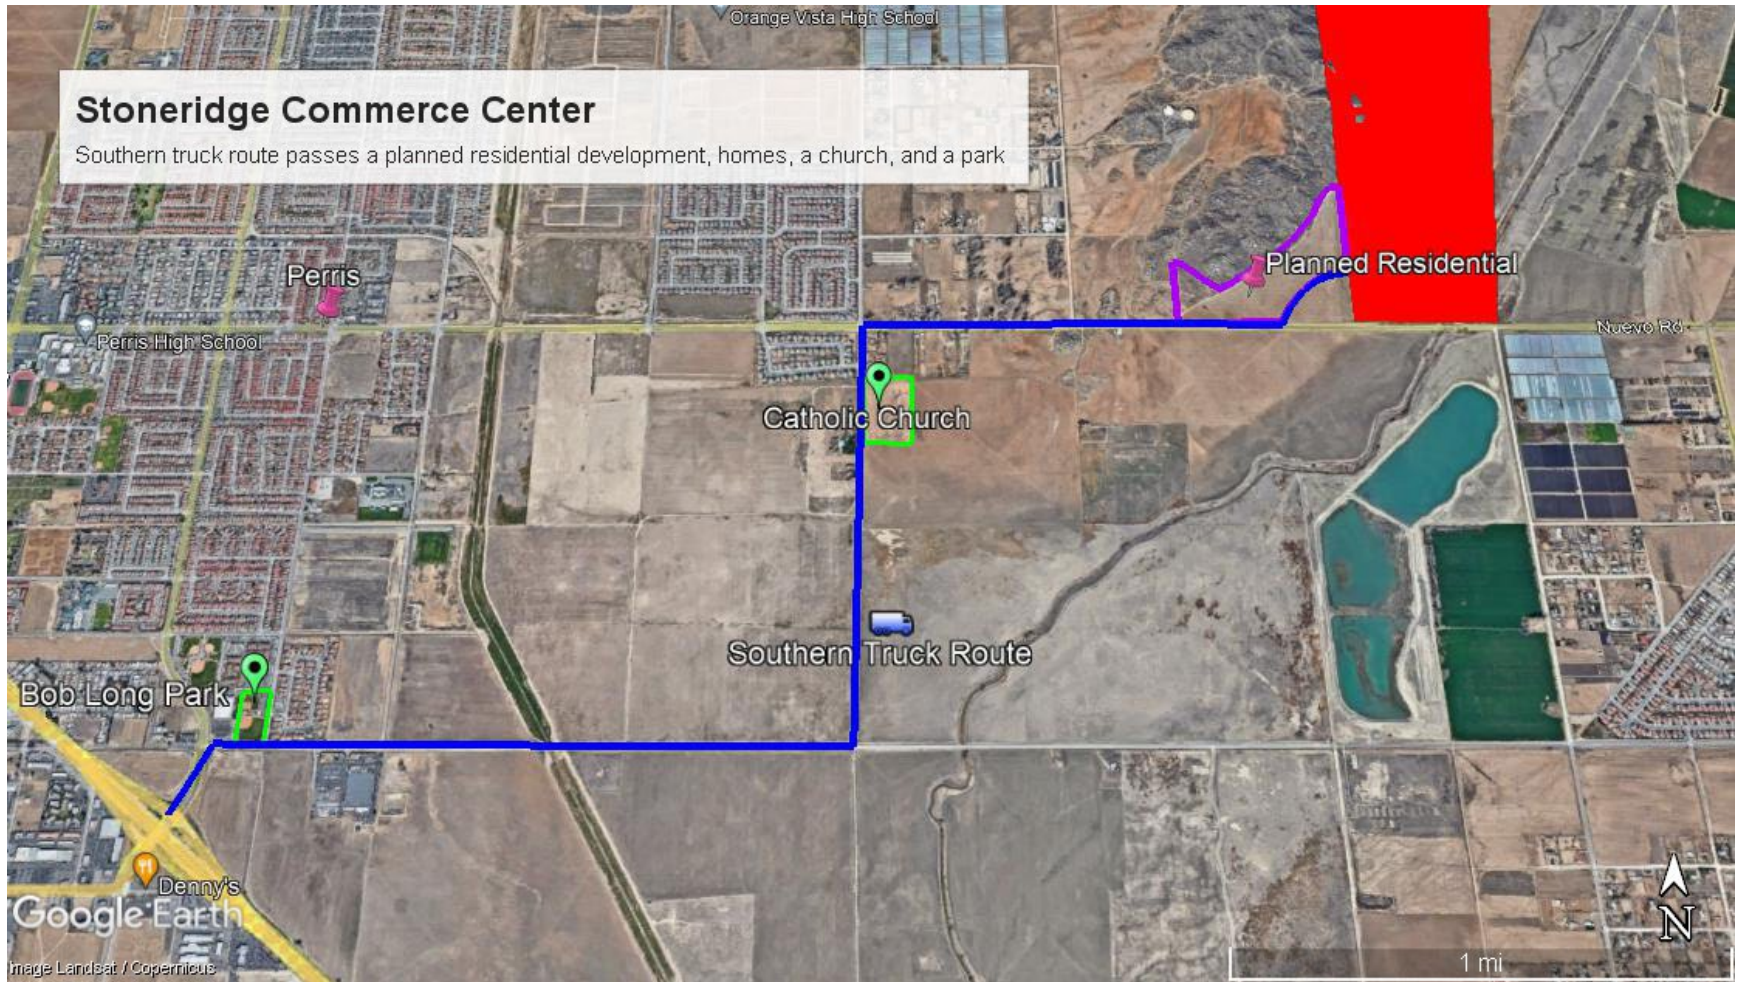 Orange Vista High School
Stoneridge Commerce Center
Southern truck route passes a planned residential development, homes, a church, and a park
Planned Residential
Perris
Nuevo Rd
Perris High School
Catholic Church
Southern Truck Route
Bob Long Park
Denny's
Google Earth
N
1 mi
Image Landsat / Copernicus